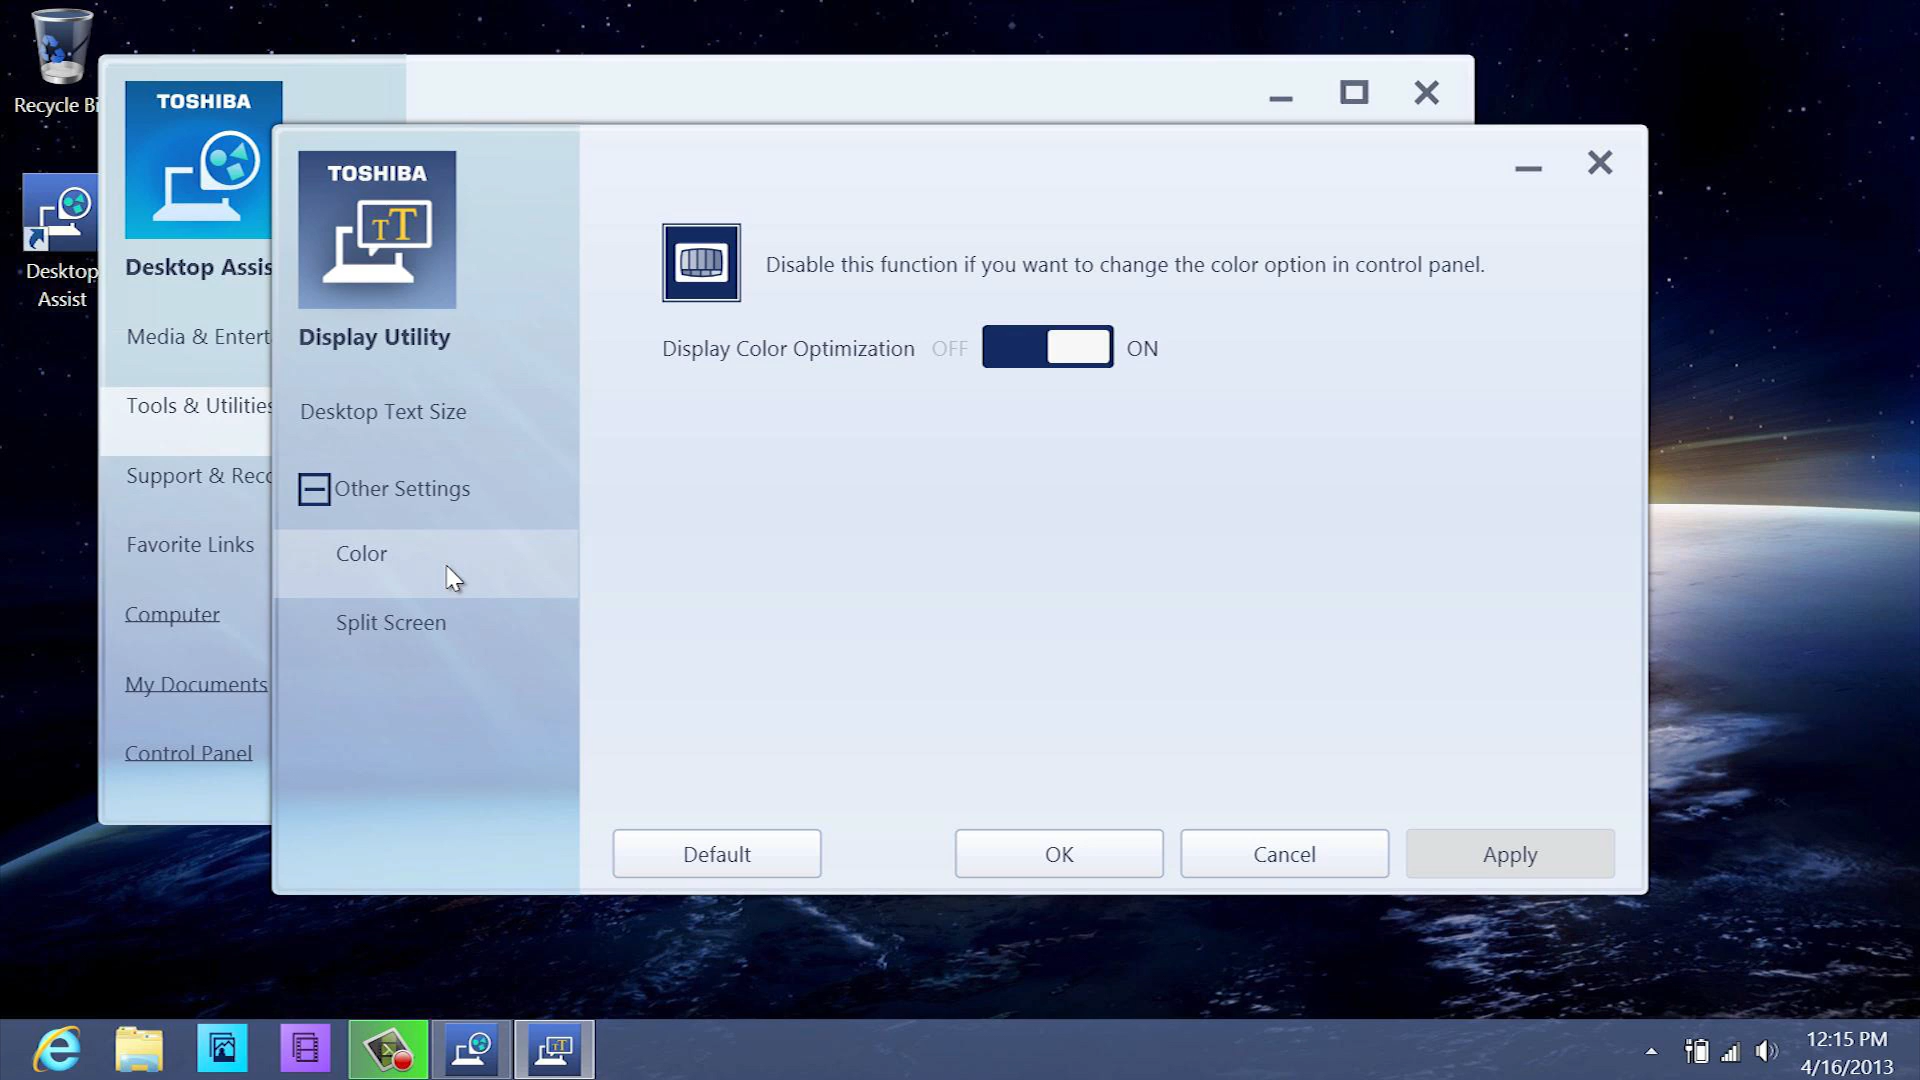 Recycle Bi
Desktop
Assist
TOSHIBA
Desktop Assis
Media & Enterta
Tools & Utilities
Support & Reco
Favorite Links
Computer
My Documents
Control Panel
TOSHIBA
TT
Display Utility
Desktop Text Size
Other Settings
Color
Split Screen
Disable this function if you want to change the color option in control panel.
Display Color Optimization OFF ON
Default OK Cancel Apply
12:15 PM
4/16/2013